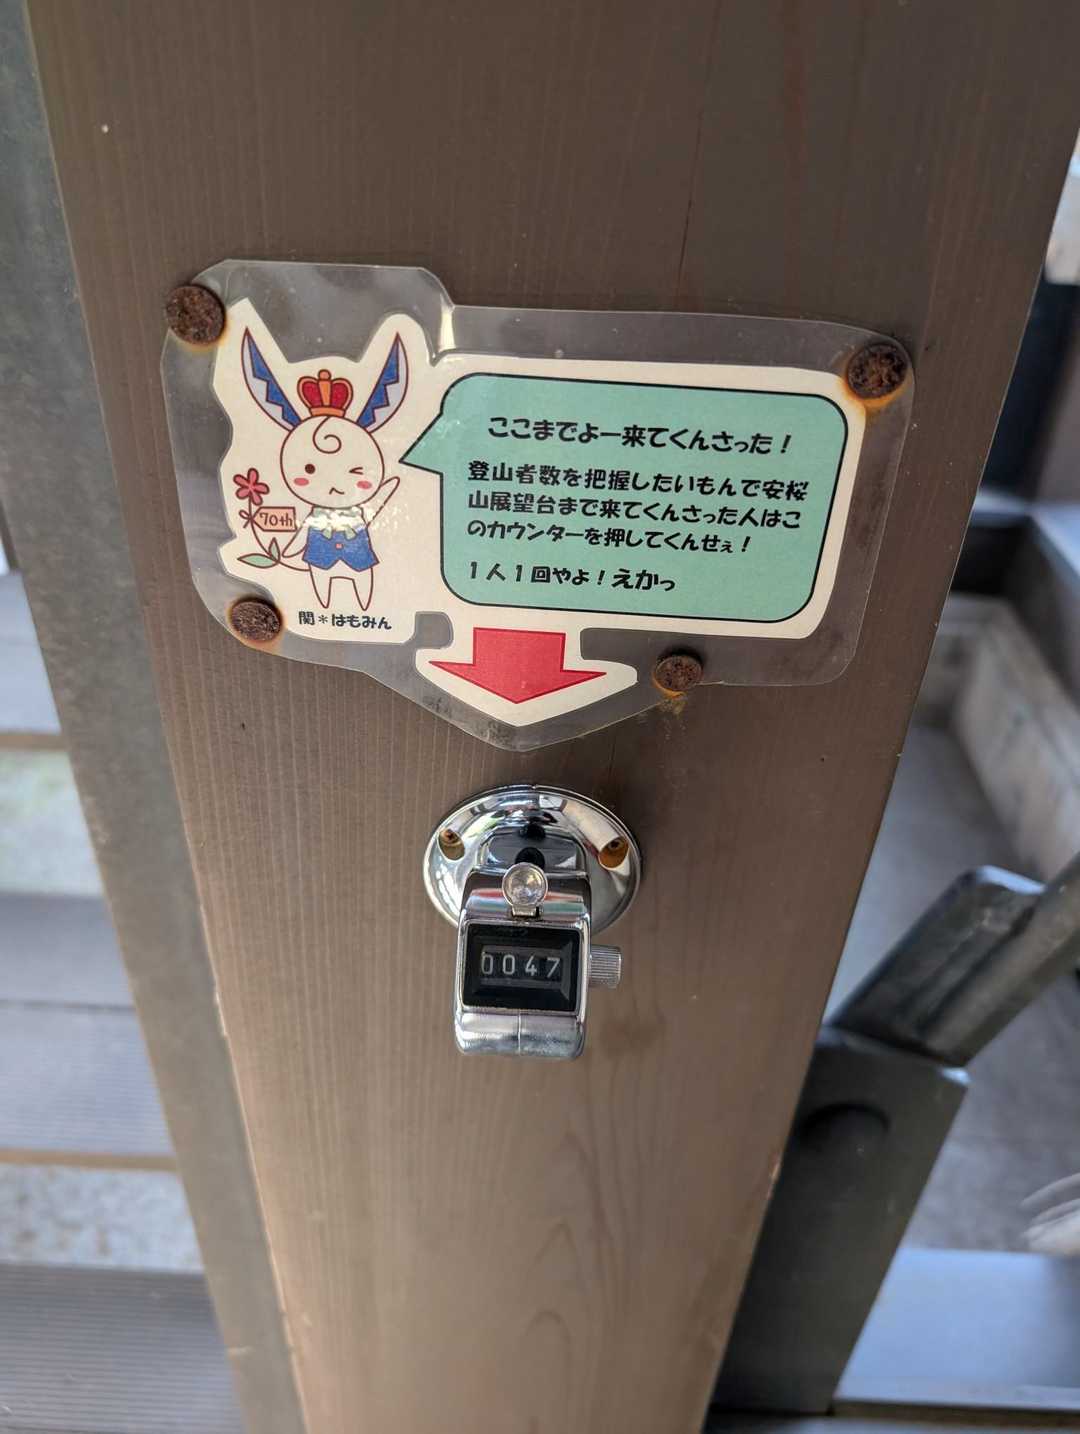 ここまでよー来てくんさった！
登山者数を把握したいもんで安桜
山展望台まで来てくんさった人はこ
のカウンターを押してくんせぇ！
1人1回やよ！えかっ
70th
関＊はもみん
0047